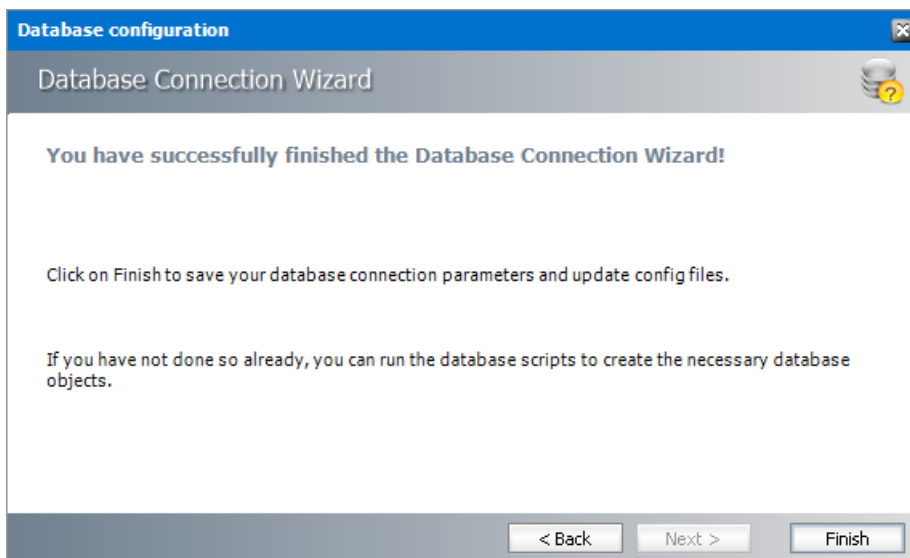 Database configuration
Database Connection Wizard
?
You have successfully finished the Database Connection Wizard!
Click on Finish to save your database connection parameters and update config files.
If you have not done so already, you can run the database scripts to create the necessary database
objects.
< Back
Next >
Finish